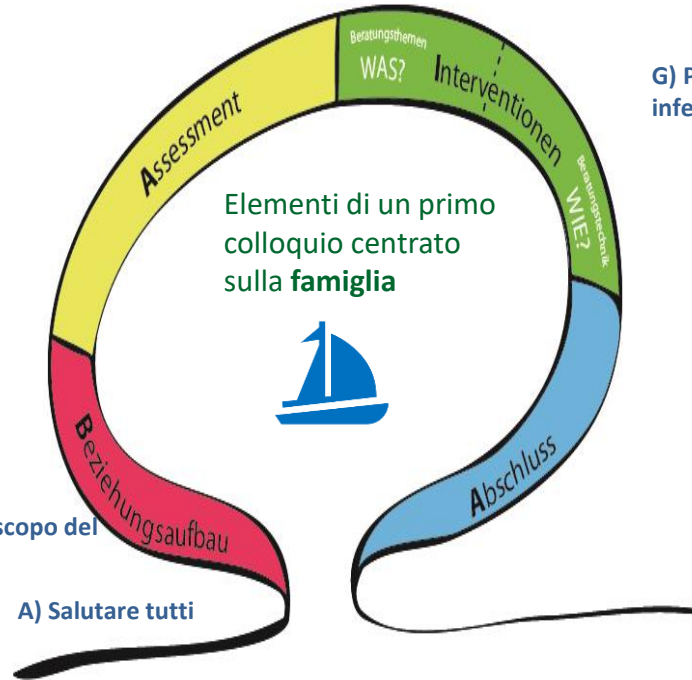 Beratungsthemen
WAS?
Interventionen
Beratungstechnik
WIE?
G) P
infe
Assessment
Elementi di un primo
colloquio centrato
sulla famiglia
Beziehungsaufbau
Abschluss
scopo del
A) Salutare tutti